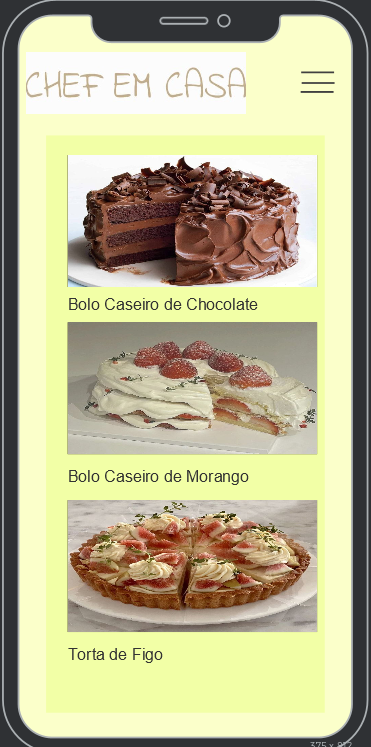 CHEF EM CASA
Bolo Caseiro de Chocolate
Bolo Caseiro de Morango
Torta de Figo
375 x 812